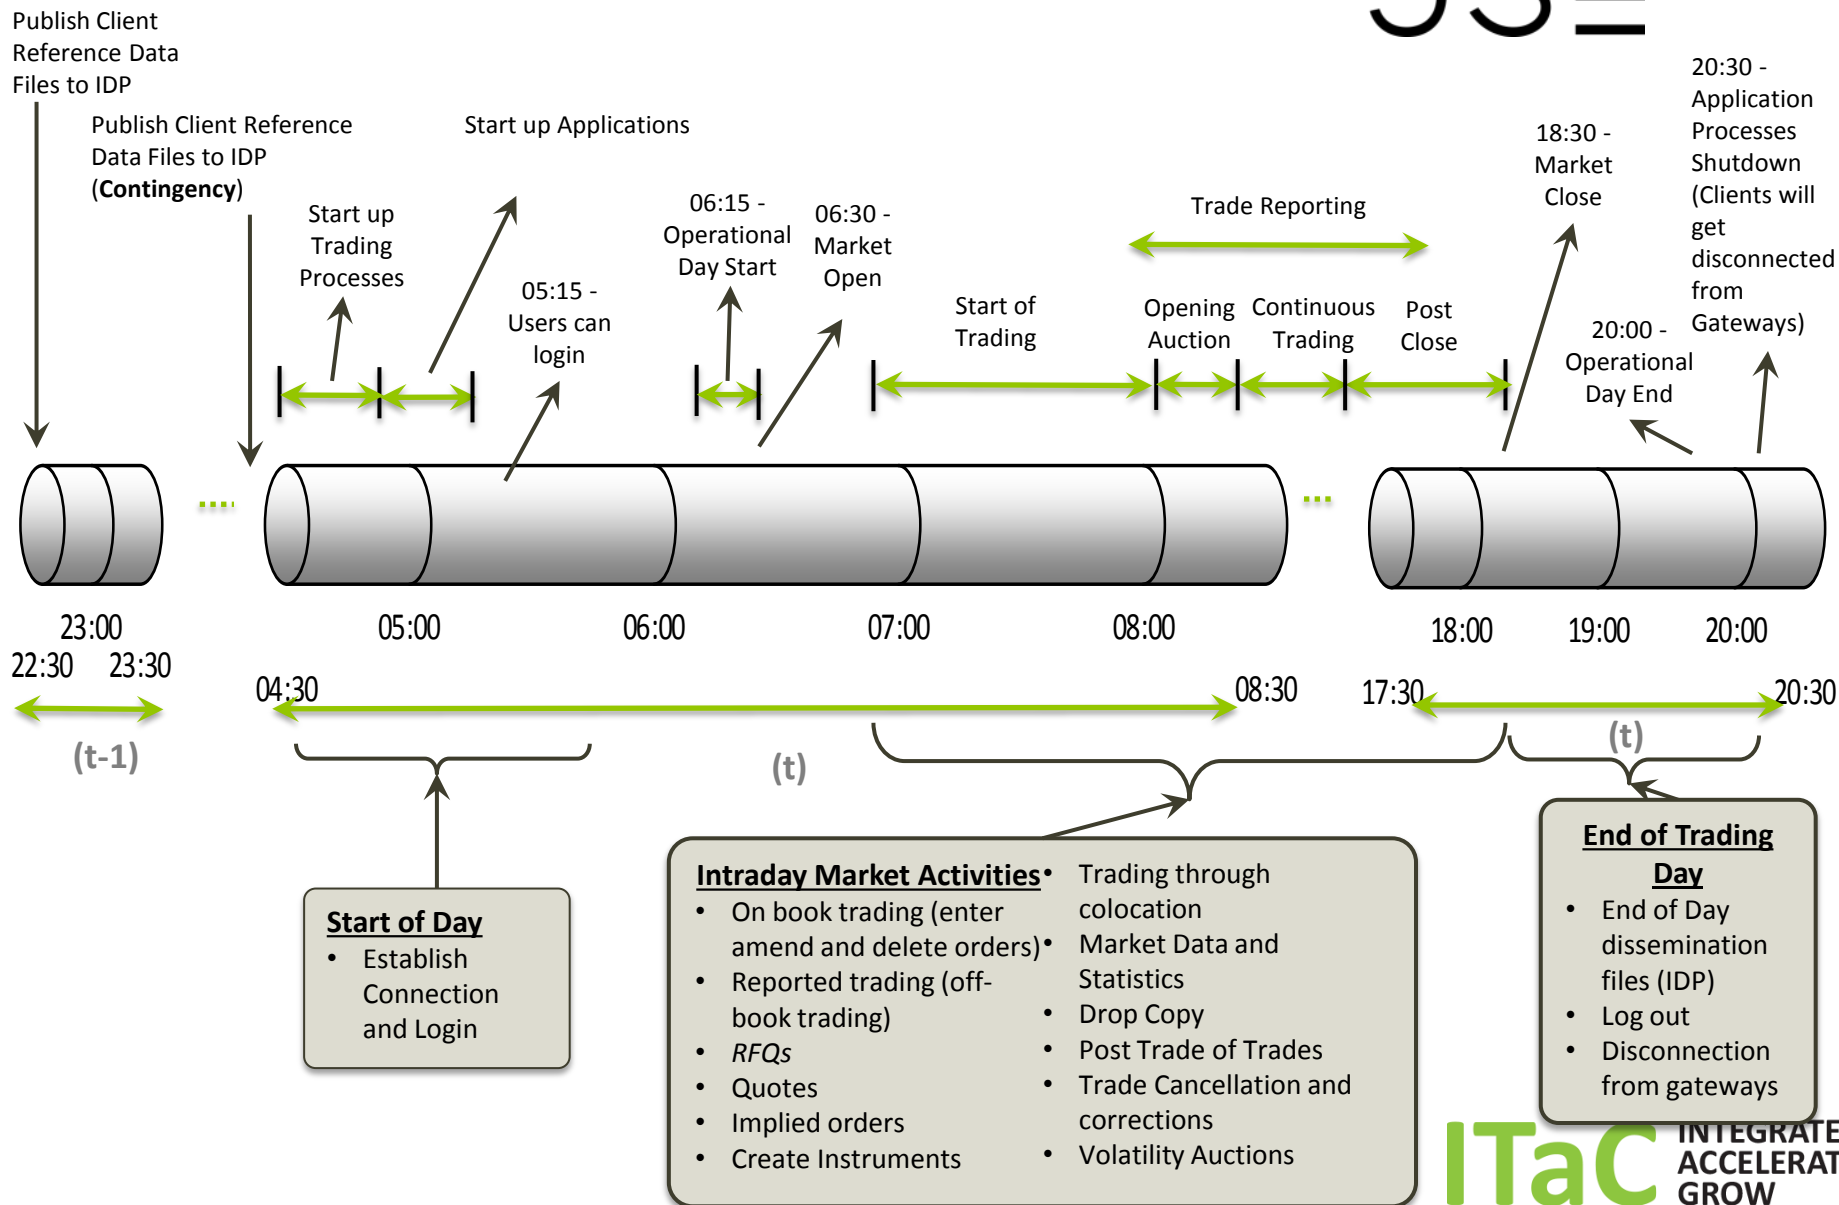 Publish Client
Reference Data
Files to IDP
Publish Client Reference
Data Files to IDP
(Contingency)
Start up
Trading
Processes
Start up Applications
05:15 -
Users can
login
06:15 -
Operational
Day Start
06:30 -
Market
Open
Start of
Trading
Trade Reporting
Opening
Auction
Continuous
Trading
Post
Close
18:30 -
Market
Close
20:00 -
Operational
Day End
20:30 -
Application
Processes
Shutdown
(Clients will
get
disconnected
from
Gateways)
23:00
22:30 23:30
(t-1)
05:00 06:00 07:00 08:00
04:30 08:30
(t)
18:00 19:00 20:00
17:30 20:30
(t)
Start of Day
• Establish
Connection
and Login
Intraday Market Activities
• On book trading (enter
amend and delete orders)
• Reported trading (off-
book trading)
• RFQs
• Quotes
• Implied orders
• Create Instruments
• Trading through
colocation
• Market Data and
Statistics
• Drop Copy
• Post Trade of Trades
• Trade Cancellation and
corrections
• Volatility Auctions
End of Trading
Day
• End of Day
dissemination
files (IDP)
• Log out
• Disconnection
from gateways
ITaC
INTEGRATE
ACCELERAT
GROW